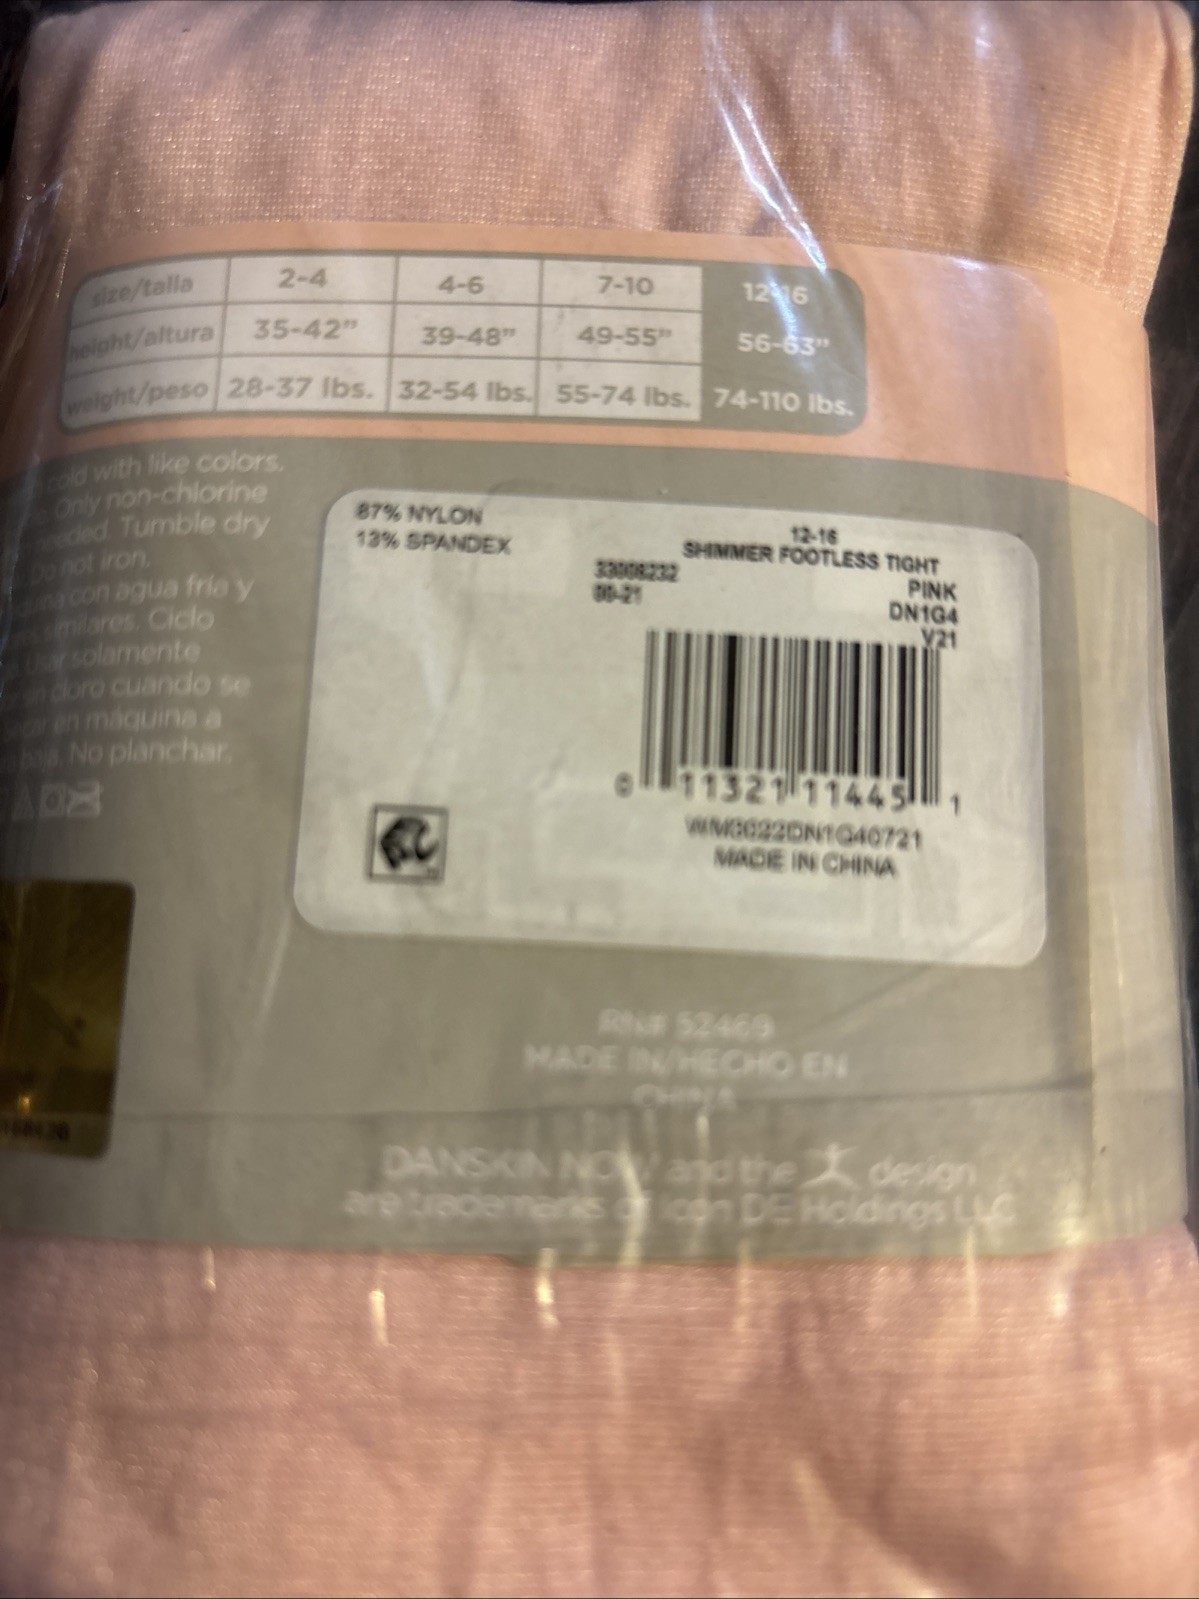 size/talla 2-4 4-6 7-10 12-16
height/altura 35-42" 39-48" 49-55" 56-63"
weight/peso 28-37 lbs. 32-54 lbs. 55-74 lbs. 74-110 lbs.
cold with like colors.
Only non-chlorine
needed. Tumble dry
not iron.
con agua fría y
similares. Ciclo
Usar solamente
cloro cuando se
en máquina a
baja. No planchar.
87% NYLON
13% SPANDEX
12-16
SHIMMER FOOTLESS TIGHT
33008232
PINK
09-21
DN1G4
V21
0 11321 11445 1
WM3022DN1G40721
MADE IN CHINA
RN# 52469
MADE IN/HECHO EN
CHINA
DANSKIN NOW and the design
are trademarks of Icon DE Holdings LLC